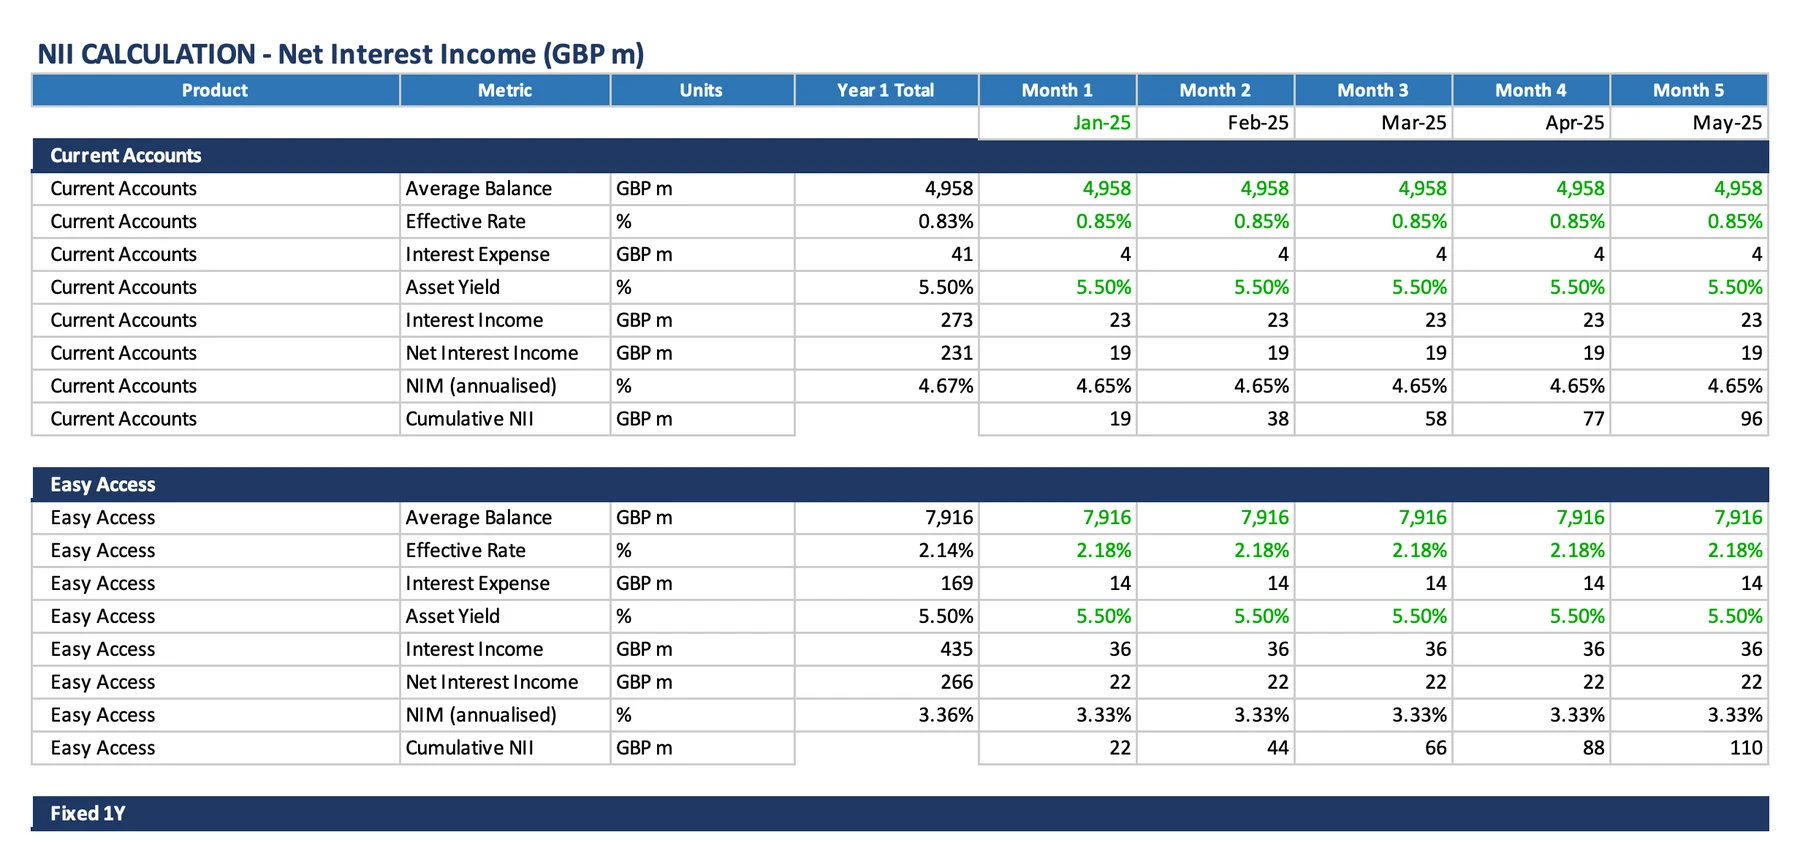 NII CALCULATION - Net Interest Income (GBP m)
Product Metric Units Year 1 Total Month 1 Month 2 Month 3 Month 4 Month 5
Jan-25 Feb-25 Mar-25 Apr-25 May-25
Current Accounts
Current Accounts Average Balance GBP m 4,958 4,958 4,958 4,958 4,958 4,958
Current Accounts Effective Rate % 0.83% 0.85% 0.85% 0.85% 0.85% 0.85%
Current Accounts Interest Expense GBP m 41 4 4 4 4 4
Current Accounts Asset Yield % 5.50% 5.50% 5.50% 5.50% 5.50% 5.50%
Current Accounts Interest Income GBP m 273 23 23 23 23 23
Current Accounts Net Interest Income GBP m 231 19 19 19 19 19
Current Accounts NIM (annualised) % 4.67% 4.65% 4.65% 4.65% 4.65% 4.65%
Current Accounts Cumulative NII GBP m 19 38 58 77 96
Easy Access
Easy Access Average Balance GBP m 7,916 7,916 7,916 7,916 7,916 7,916
Easy Access Effective Rate % 2.14% 2.18% 2.18% 2.18% 2.18% 2.18%
Easy Access Interest Expense GBP m 169 14 14 14 14 14
Easy Access Asset Yield % 5.50% 5.50% 5.50% 5.50% 5.50% 5.50%
Easy Access Interest Income GBP m 435 36 36 36 36 36
Easy Access Net Interest Income GBP m 266 22 22 22 22 22
Easy Access NIM (annualised) % 3.36% 3.33% 3.33% 3.33% 3.33% 3.33%
Easy Access Cumulative NII GBP m 22 44 66 88 110
Fixed 1Y